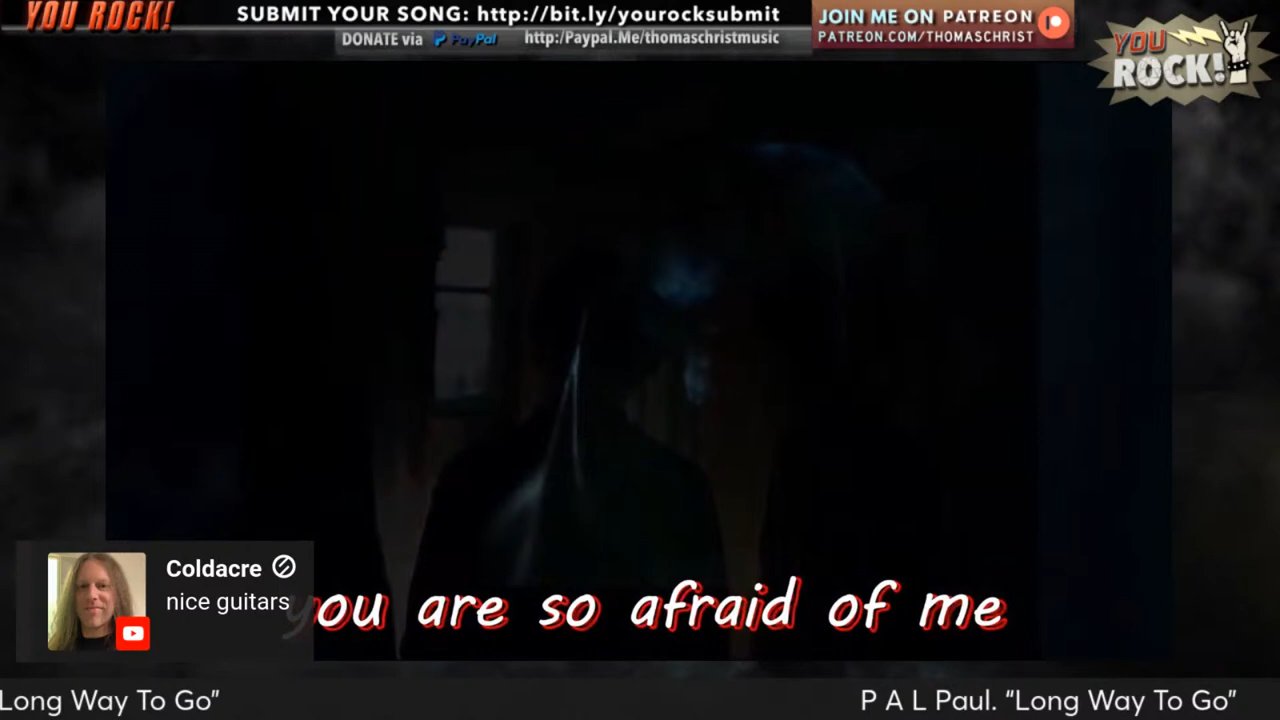 YOU ROCK!
SUBMIT YOUR SONG: http://bit.ly/yourocksubmit
DONATE via PayPal http:/Paypal.Me/thomaschristmusic
JOIN ME ON PATREON
PATREON.COM/THOMASCHRIST
YOU
ROCK!
Coldacre
nice guitars
you are so afraid of me
Long Way To Go”
P A L Paul. “Long Way To Go”